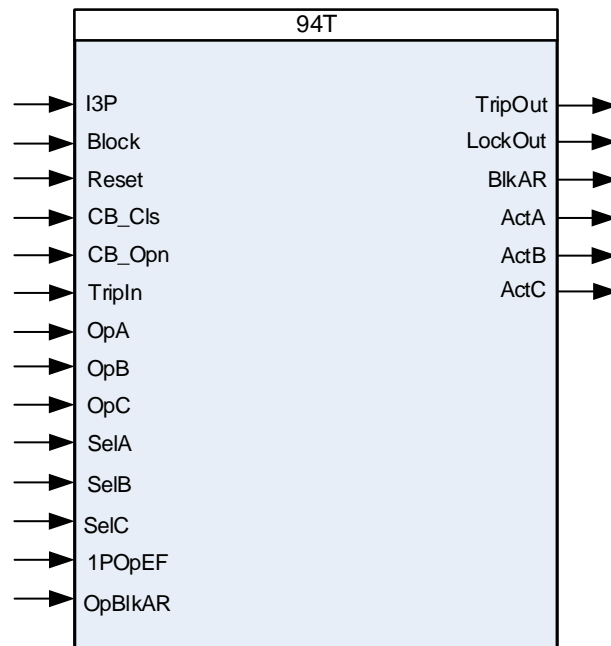 94T
I3P
Block
Reset
CB_Cls
CB_Opn
TripIn
OpA
OpB
OpC
SelA
SelB
SelC
1POpEF
OpBlkAR
TripOut
LockOut
BlkAR
ActA
ActB
ActC